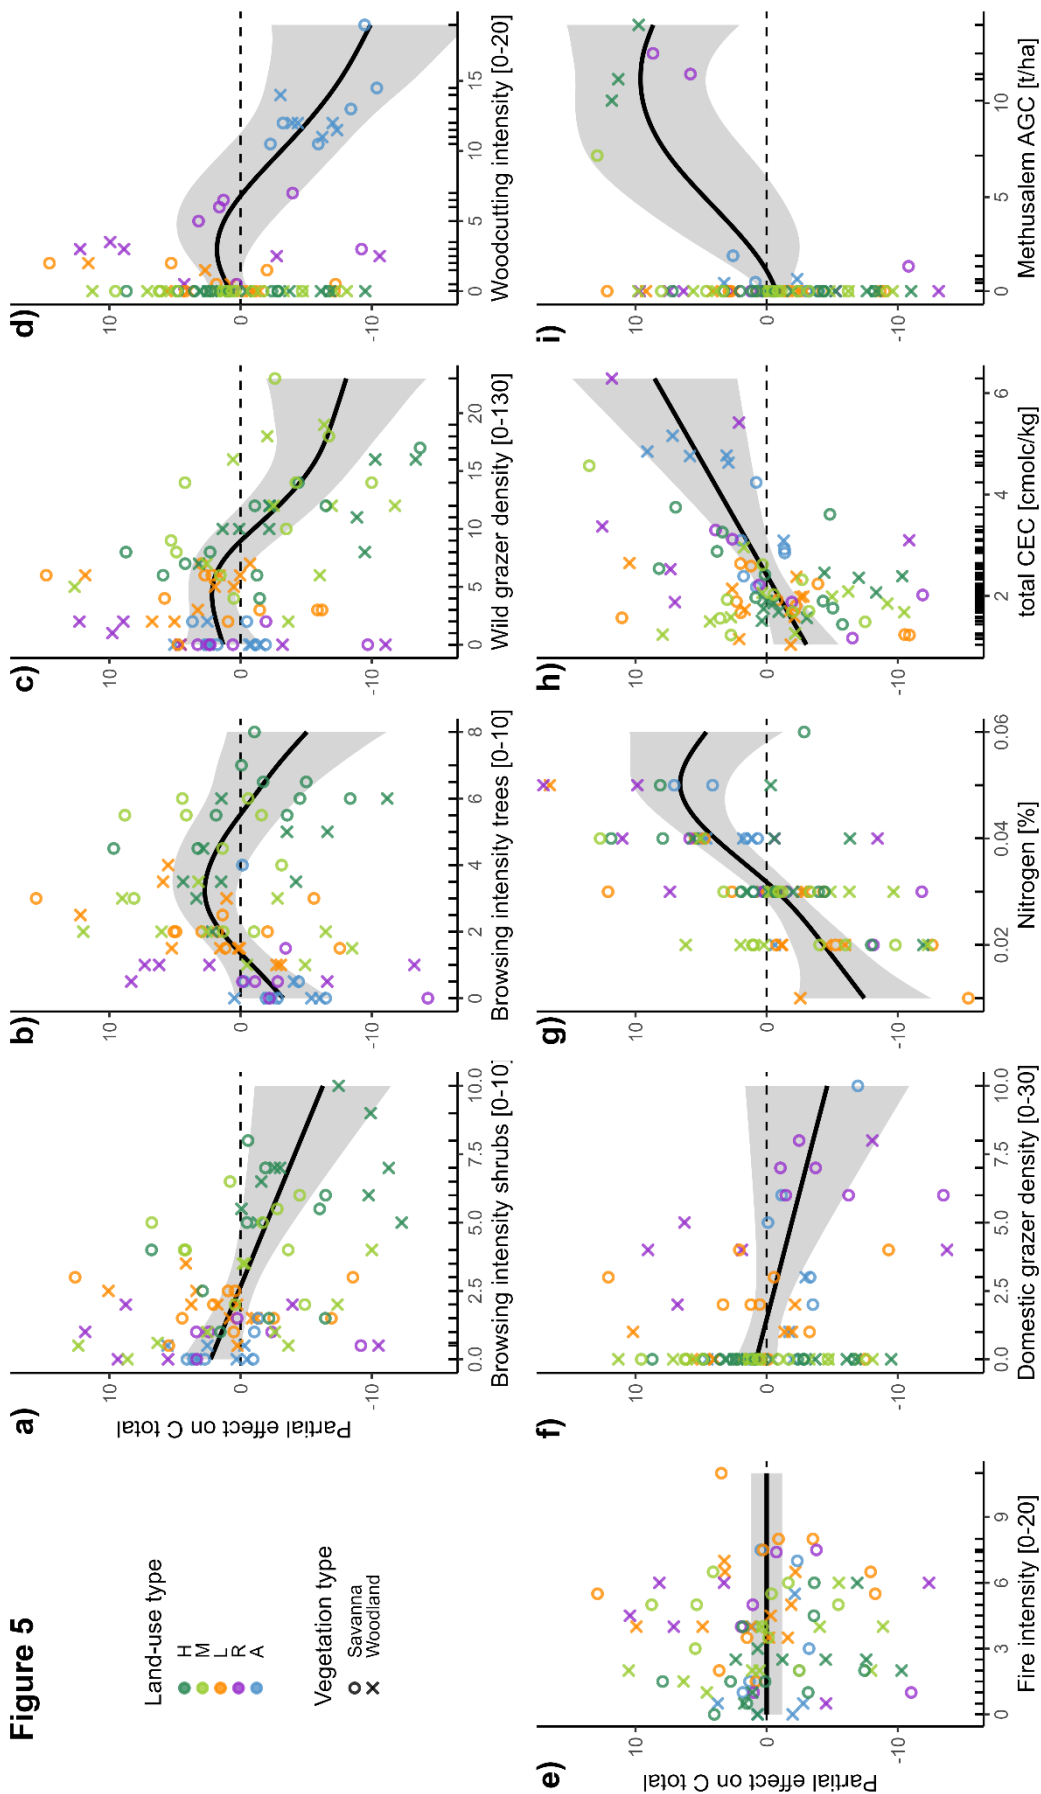 Figure 5
Land-use type
H
M
L
R
A
Vegetation type
Savanna
Woodland
a)
Partial effect on C total
10
0
-10
0.0 2.5 5.0 7.5 10.0
Browsing intensity shrubs [0-10]
b)
10
0
-10
0 2 4 6 8
Browsing intensity trees [0-10]
c)
10
0
-10
0 5 10 15 20
Wild grazer density [0-130]
d)
10
0
-10
0 5 10 15
Woodcutting intensity [0-20]
e)
Partial effect on C total
10
0
-10
0 3 6 9
Fire intensity [0-20]
f)
10
0
-10
0.0 2.5 5.0 7.5 10.0
Domestic grazer density [0-30]
g)
10
0
-10
0.02 0.04 0.06
Nitrogen [%]
h)
10
0
-10
2 4 6
total CEC [cmolc/kg]
i)
10
0
-10
0 5 10
Methusalem AGC [t/ha]